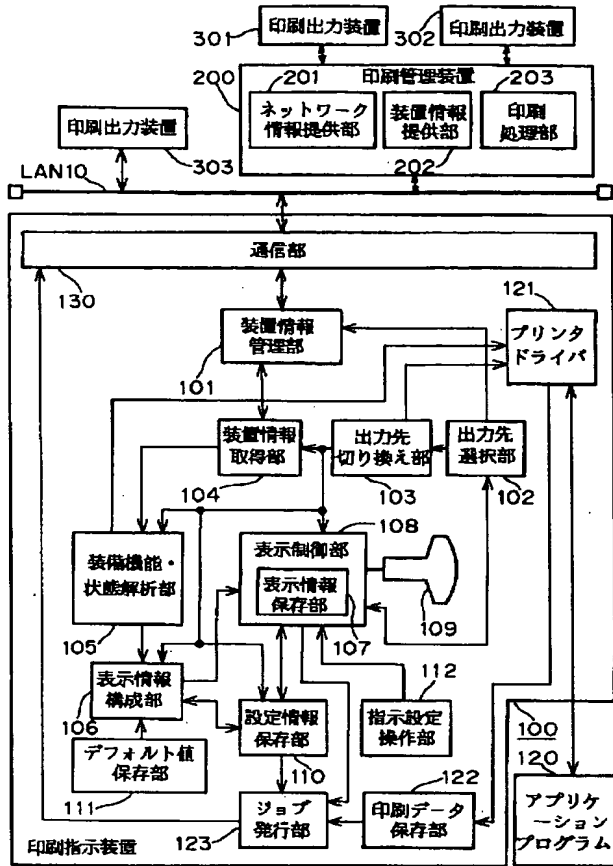 301
印刷出力装置
302
印刷出力装置
200
201
印刷管理装置
203
ネットワーク
情報提供部
装置情報
提供部
印刷
処理部
202
印刷出力装置
303
LAN10
通信部
130
121
プリンタ
ドライバ
装置情報
管理部
101
装置情報
取得部
104
出力先
切り換え部
103
出力先
選択部
102
108
表示制御部
表示情報
保存部
107
109
装備機能・
状態解析部
105
表示情報
構成部
106
設定情報
保存部
110
112
指示設定
操作部
デフォルト値
保存部
111
ジョブ
発行部
123
122
印刷データ
保存部
100
120
アプリケ
ーション
プログラム
印刷指示装置